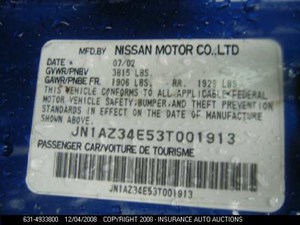 MFD.BY NISSAN MOTOR CO.,LTD
DATE 07/02
GVWR/PNBV 3815 LBS.
GAWR/PNBE FR. 1906 LBS. RR. 1929 LBS.
THIS VEHICLE CONFORMS TO ALL APPLICABLE FEDERAL
MOTOR VEHICLE SAFETY, BUMPER, AND THEFT PREVENTION
STANDARDS IN EFFECT ON THE DATE OF MANUFACTURE
SHOWN ABOVE.
JN1AZ34E53T001913
PASSENGER CAR/VOITURE DE TOURISME
JN1AZ34E53T001913
631-4933800 12/04/2008 COPYRIGHT 2008 - INSURANCE AUTO AUCTIONS